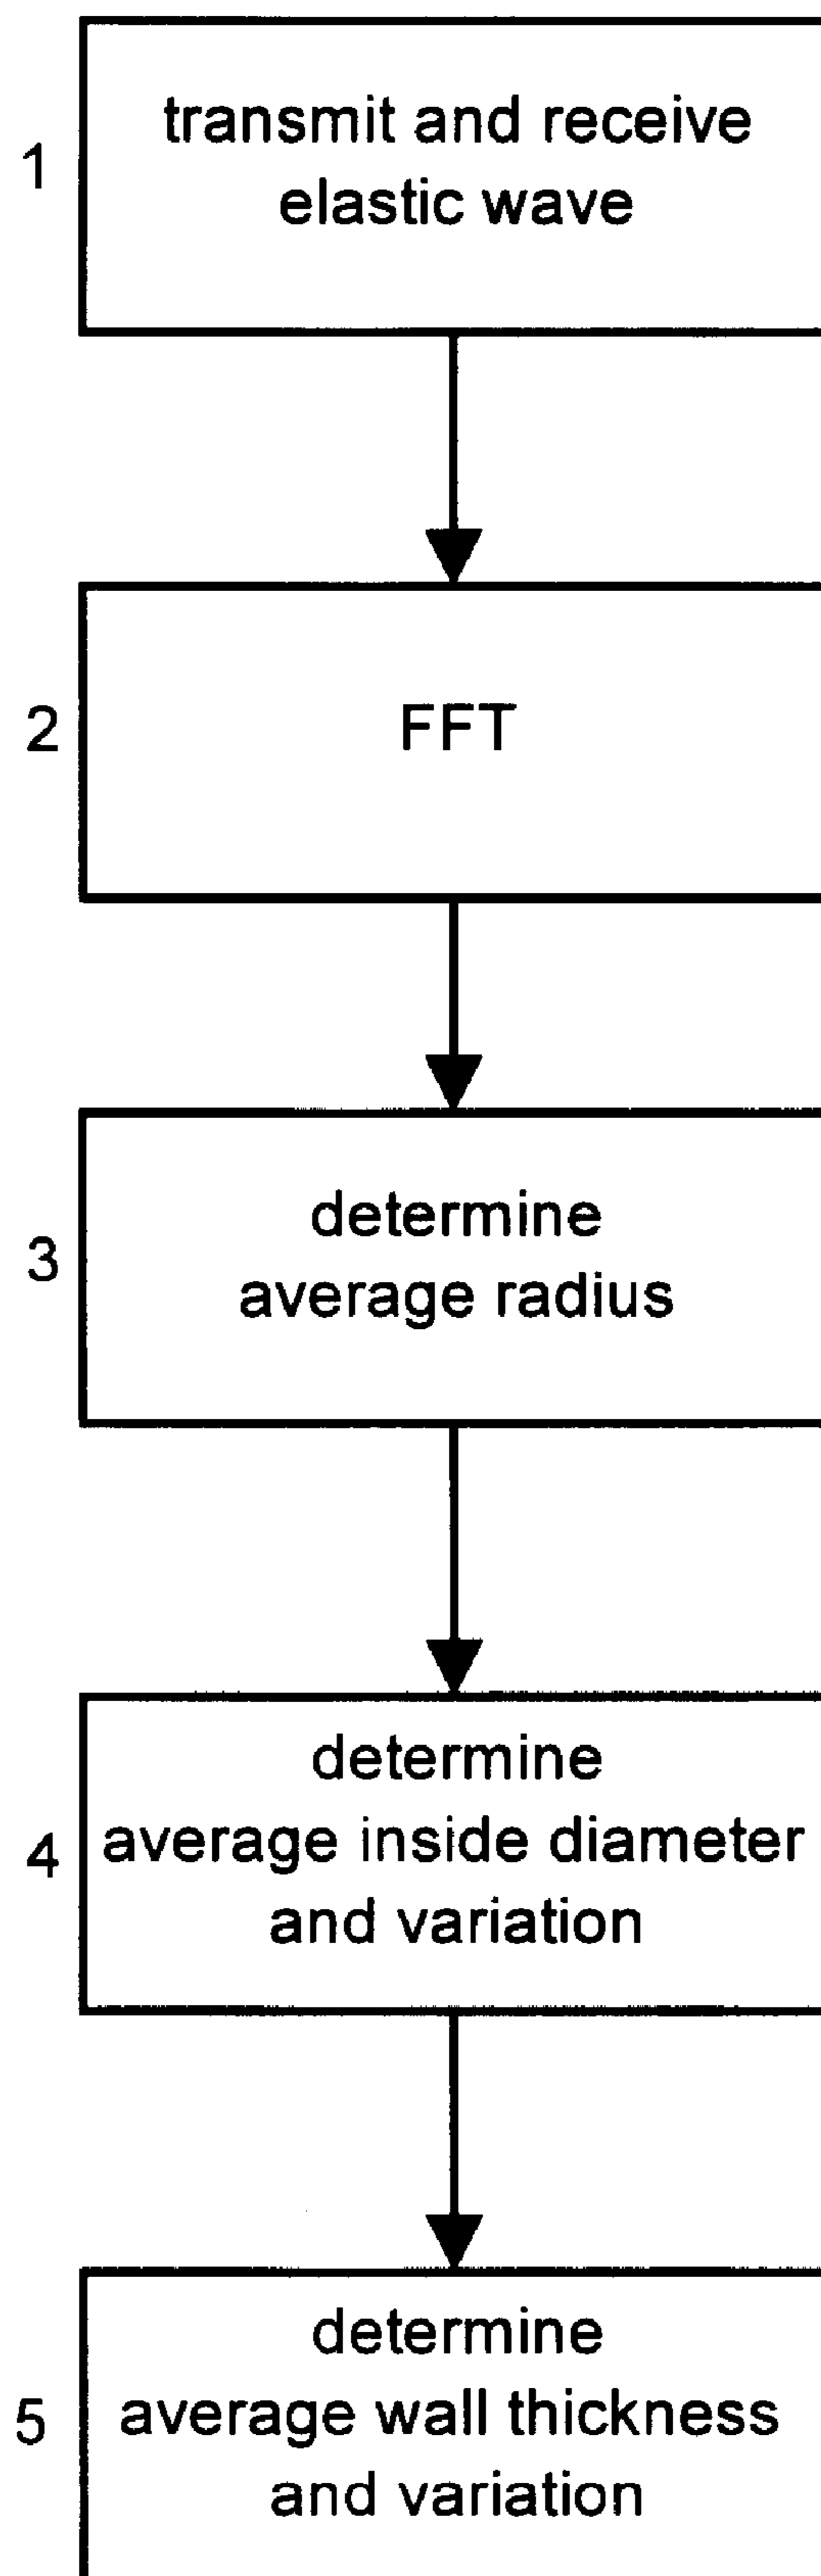 1
transmit and receive
elastic wave
2
FFT
3
determine
average radius
4
determine
average inside diameter
and variation
5
determine
average wall thickness
and variation